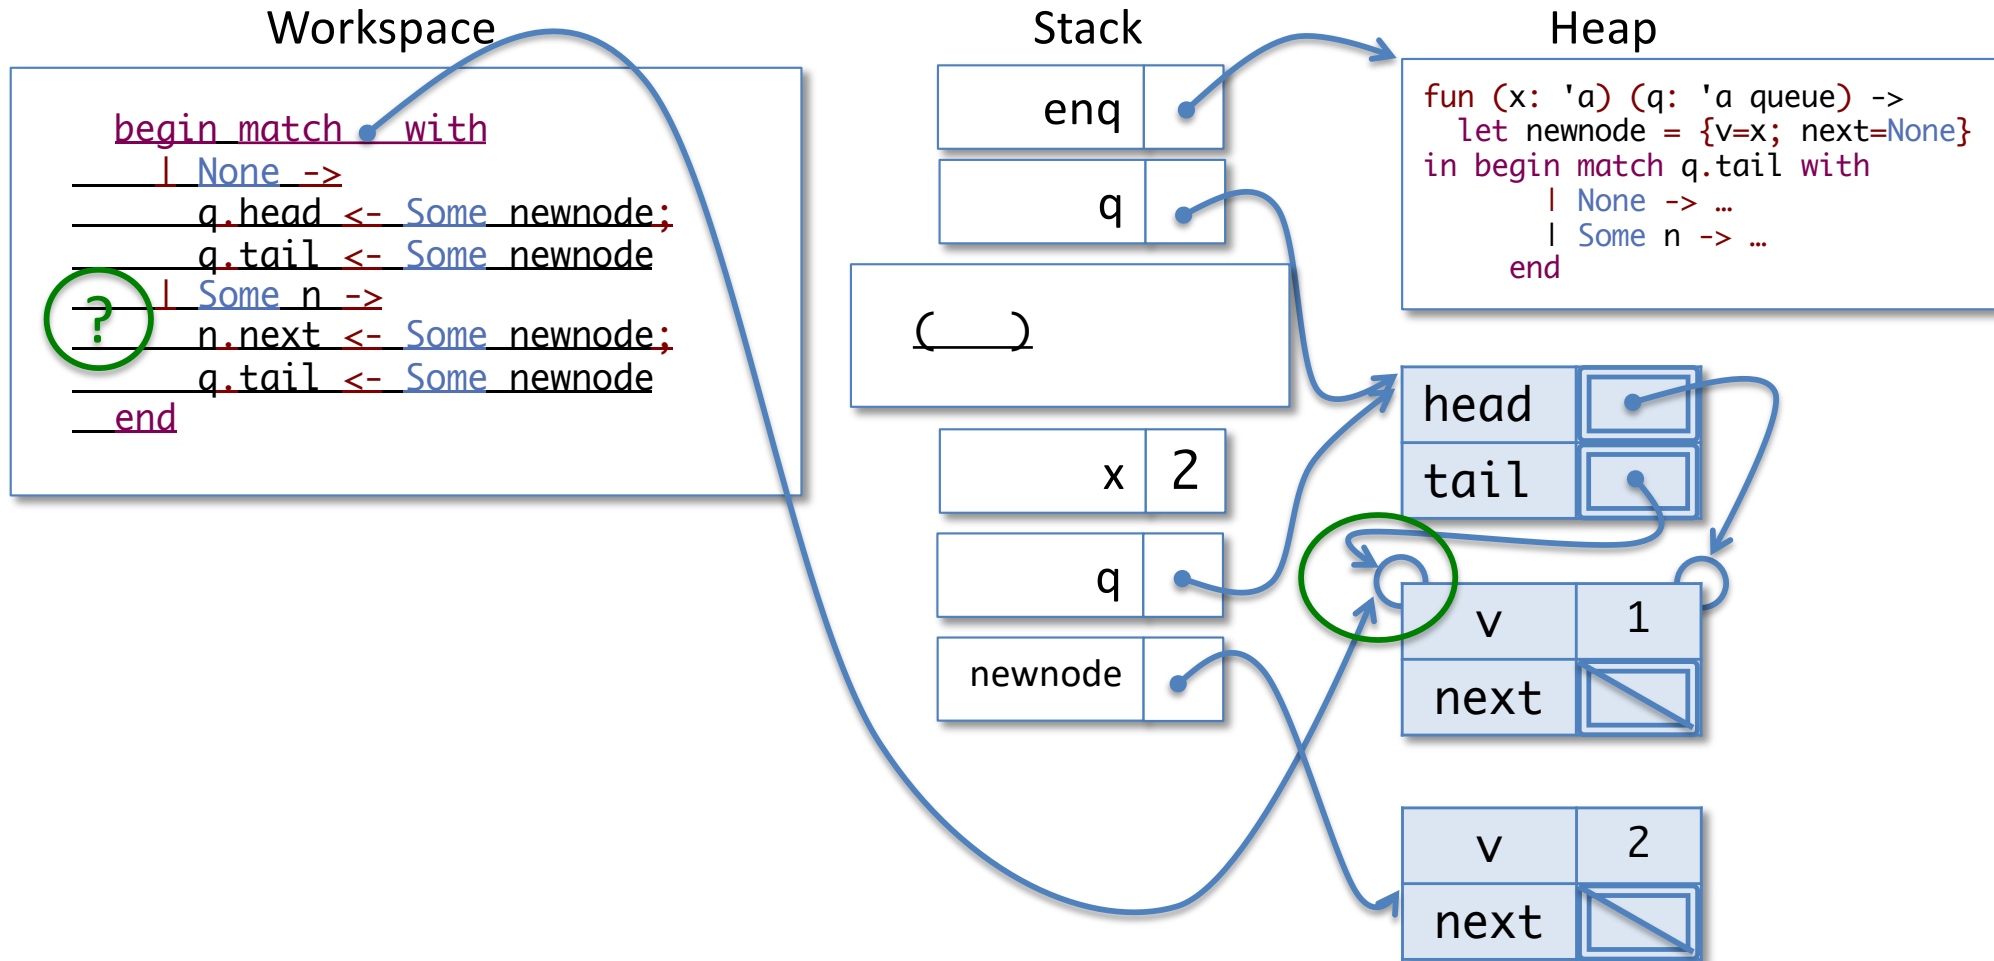 Workspace
begin match with
| None ->
q.head <- Some newnode;
q.tail <- Some newnode
| Some n ->
?
n.next <- Some newnode;
q.tail <- Some newnode
end
Stack
enq
q
( )
x 2
q
newnode
Heap
fun (x: 'a) (q: 'a queue) ->
let newnode = {v=x; next=None}
in begin match q.tail with
| None -> …
| Some n -> …
end
head
tail
v 1
next
v 2
next